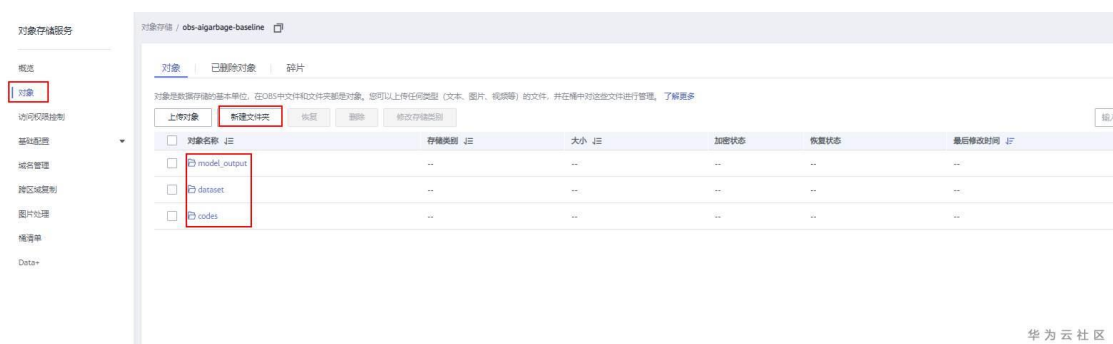 对象存储服务
对象存储 / obs-aigarbage-baseline
概览
对象
访问权限控制
基础配置
域名管理
跨区域复制
图片处理
桶清单
Data+
对象 已删除对象 碎片
对象是数据存储的基本单位，在OBS中文件和文件夹都是对象。您可以上传任何类型（文本、图片、视频等）的文件，并在桶中对这些文件进行管理。 了解更多
上传对象 新建文件夹 恢复 删除 修改存储类别
输入
对象名称 存储类别 大小 加密状态 恢复状态 最后修改时间
model_output -- -- -- -- --
dataset -- -- -- -- --
codes -- -- -- -- --
华为云社区